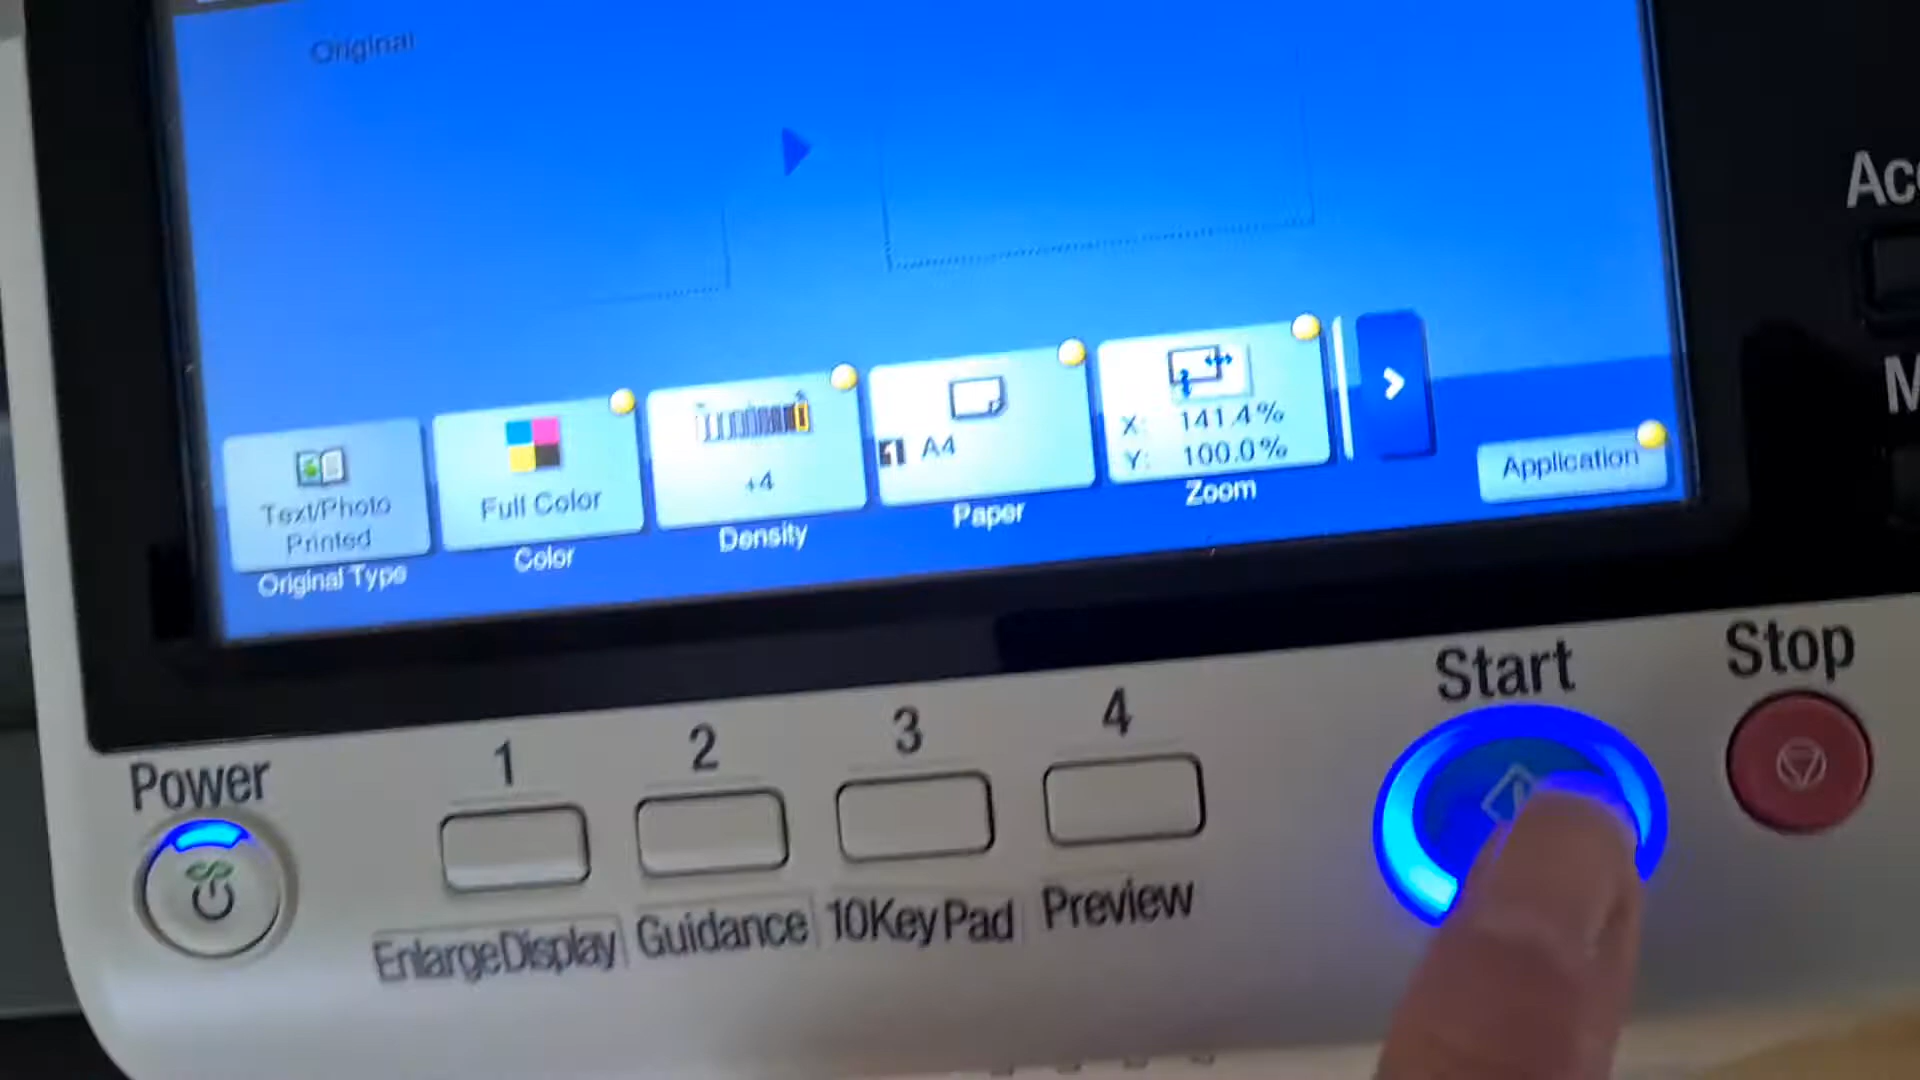 Original
Text/Photo
Printed
Original Type
Full Color
Color
+4
Density
1 A4
Paper
X: 141.4%
Y: 100.0%
Zoom
Application
Start
Stop
Power
1
2
3
4
EnlargeDisplay
Guidance
10KeyPad
Preview